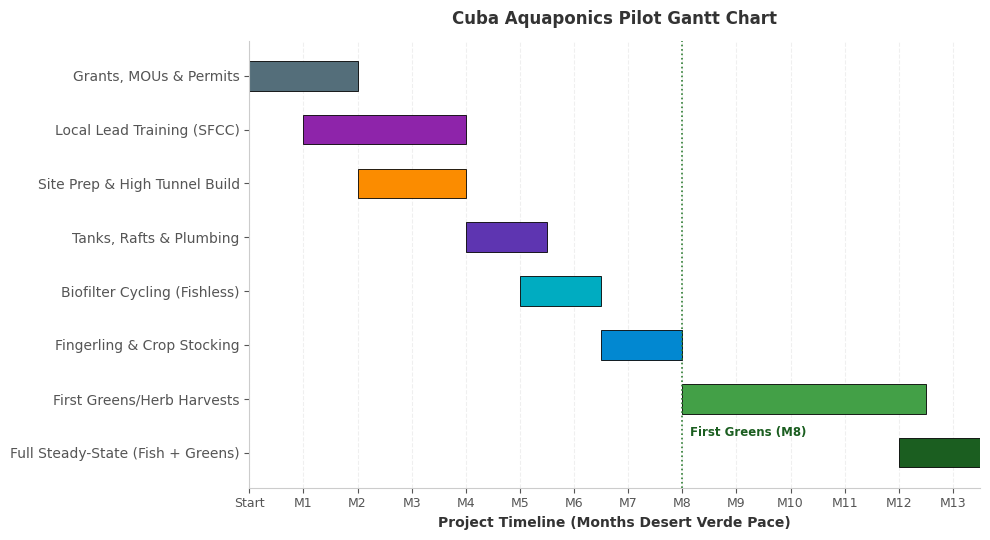 Cuba Aquaponics Pilot Gantt Chart
Grants, MOUs & Permits
Local Lead Training (SFCC)
Site Prep & High Tunnel Build
Tanks, Rafts & Plumbing
Biofilter Cycling (Fishless)
Fingerling & Crop Stocking
First Greens/Herb Harvests
First Greens (M8)
Full Steady-State (Fish + Greens)
Start M1 M2 M3 M4 M5 M6 M7 M8 M9 M10 M11 M12 M13
Project Timeline (Months Desert Verde Pace)